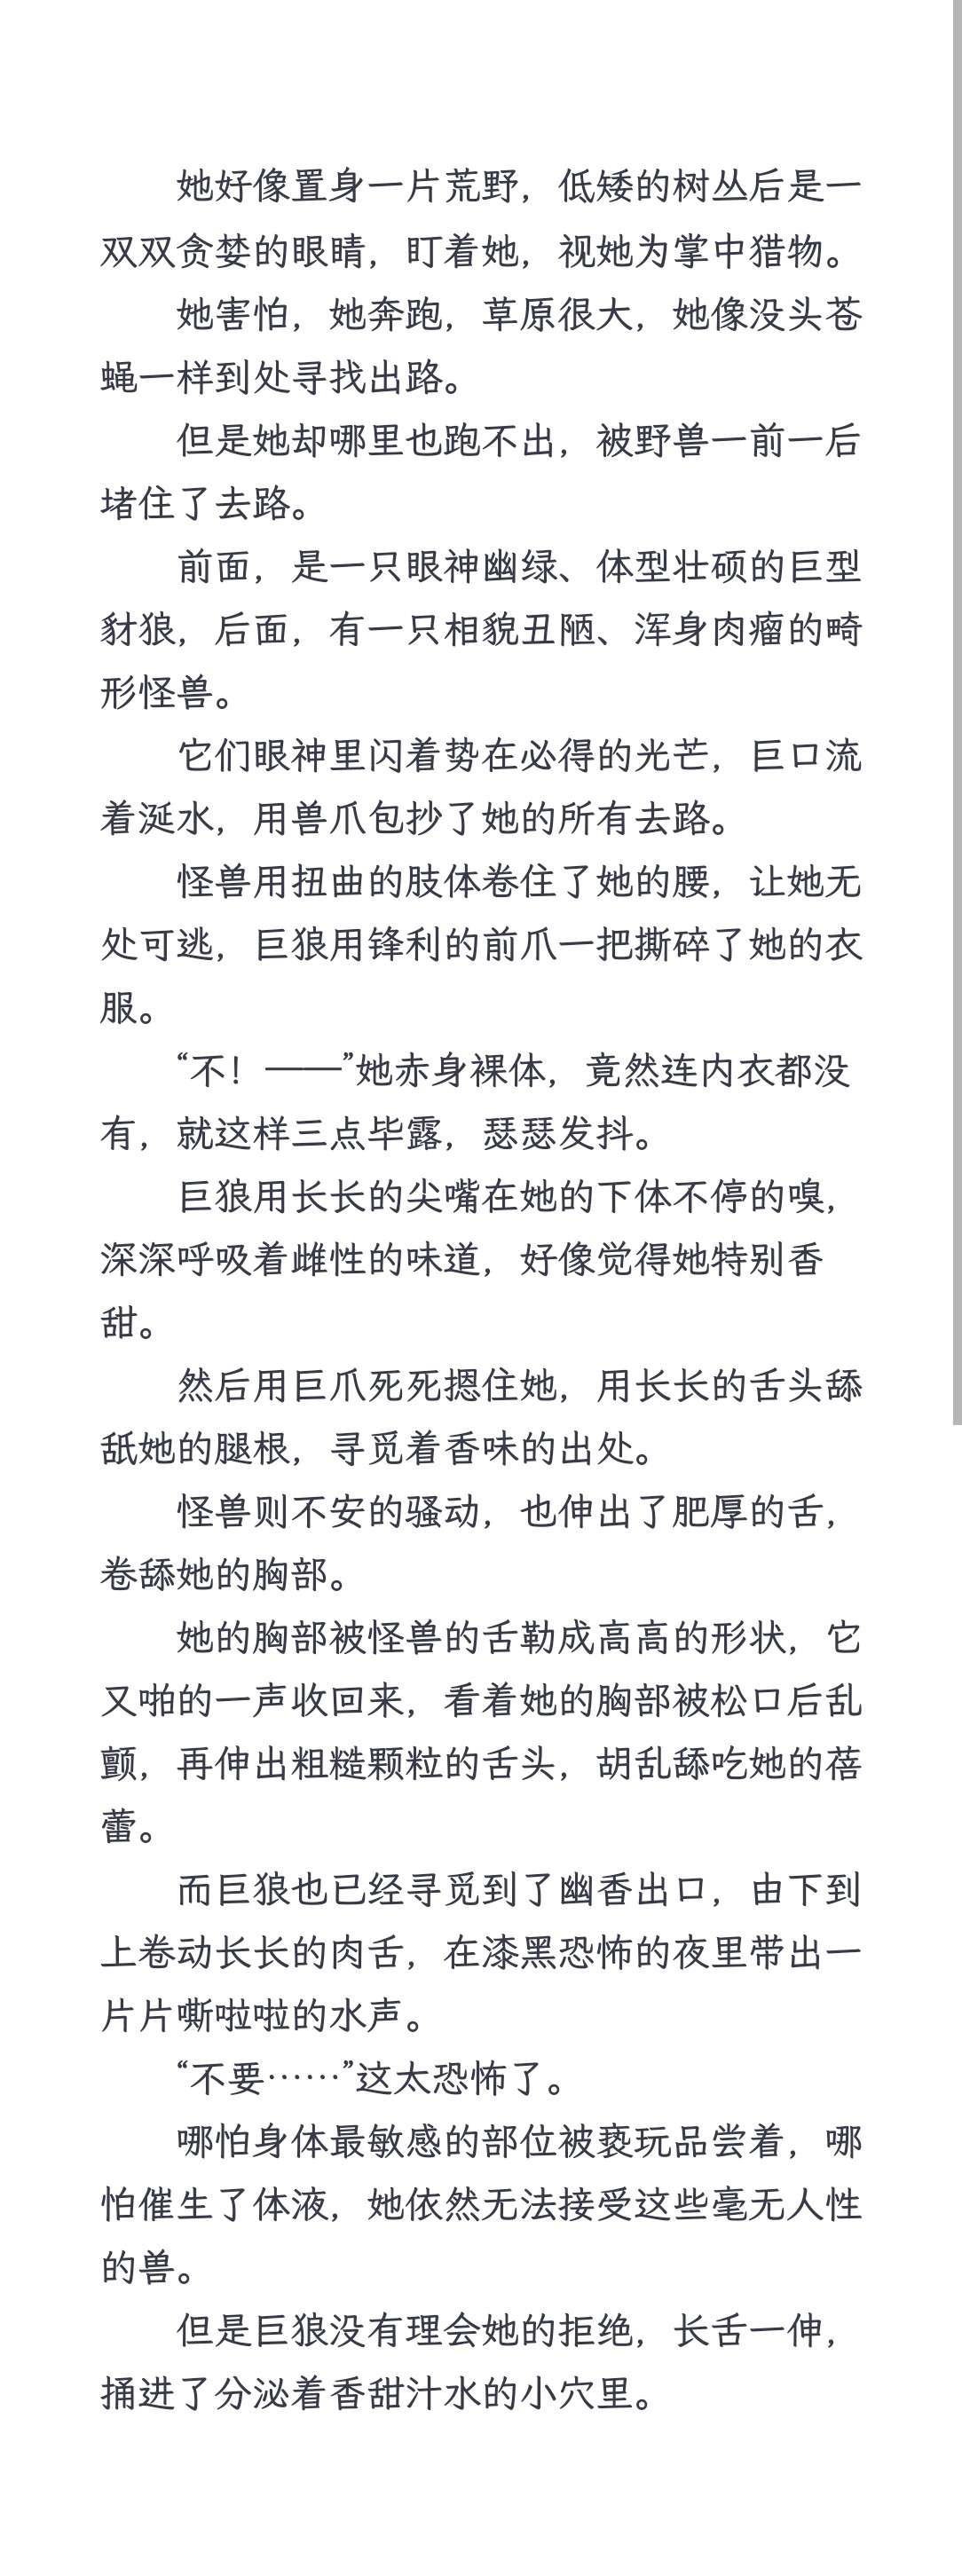 她好像置身一片荒野，低矮的树丛后是一
双双贪婪的眼睛，盯着她，视她为掌中猎物。
她害怕，她奔跑，草原很大，她像没头苍
蝇一样到处寻找出路。
但是她却哪里也跑不出，被野兽一前一后
堵住了去路。
前面，是一只眼神幽绿、体型壮硕的巨型
豺狼，后面，有一只相貌丑陋、浑身肉瘤的畸
形怪兽。
它们眼神里闪着势在必得的光芒，巨口流
着涎水，用兽爪包抄了她的所有去路。
怪兽用扭曲的肢体卷住了她的腰，让她无
处可逃，巨狼用锋利的前爪一把撕碎了她的衣
服。
“不！——”她赤身裸体，竟然连内衣都没
有，就这样三点毕露，瑟瑟发抖。
巨狼用长长的尖嘴在她的下体不停的嗅，
深深呼吸着雌性的味道，好像觉得她特别香
甜。
然后用巨爪死死摁住她，用长长的舌头舔
舐她的腿根，寻觅着香味的出处。
怪兽则不安的骚动，也伸出了肥厚的舌，
卷舔她的胸部。
她的胸部被怪兽的舌勒成高高的形状，它
又啪的一声收回来，看着她的胸部被松口后乱
颤，再伸出粗糙颗粒的舌头，胡乱舔吃她的蓓
蕾。
而巨狼也已经寻觅到了幽香出口，由下到
上卷动长长的肉舌，在漆黑恐怖的夜里带出一
片片嘶啦啦的水声。
“不要……”这太恐怖了。
哪怕身体最敏感的部位被亵玩品尝着，哪
怕催生了体液，她依然无法接受这些毫无人性
的兽。
但是巨狼没有理会她的拒绝，长舌一伸，
捅进了分泌着香甜汁水的小穴里。